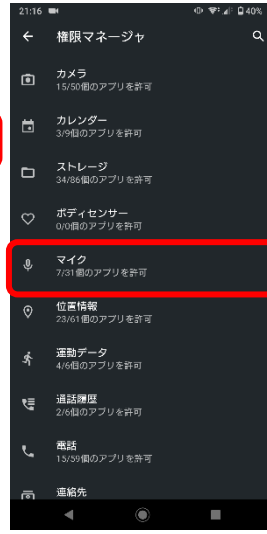 21:16 40%
権限マネージャ
カメラ
15/50個のアプリを許可
カレンダー
3/9個のアプリを許可
ストレージ
34/86個のアプリを許可
ボディセンサー
0/0個のアプリを許可
マイク
7/31個のアプリを許可
位置情報
23/61個のアプリを許可
運動データ
4/6個のアプリを許可
通話履歴
2/6個のアプリを許可
電話
15/59個のアプリを許可
連絡先